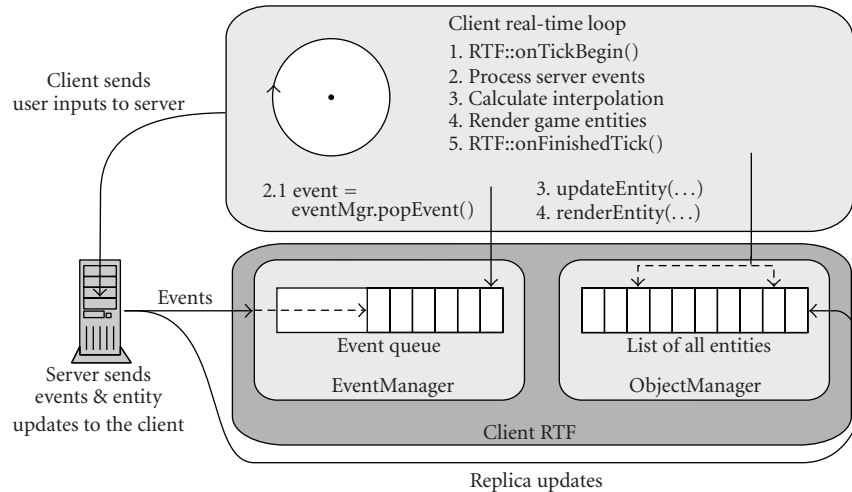 Client real-time loop
1. RTF::onTickBegin()
2. Process server events
3. Calculate interpolation
4. Render game entities
5. RTF::onFinishedTick()
Client sends
user inputs to server
2.1 event =
eventMgr.popEvent()
3. updateEntity(...)
4. renderEntity(...)
Events
Event queue
EventManager
List of all entities
ObjectManager
Server sends
events & entity
updates to the client
Client RTF
Replica updates